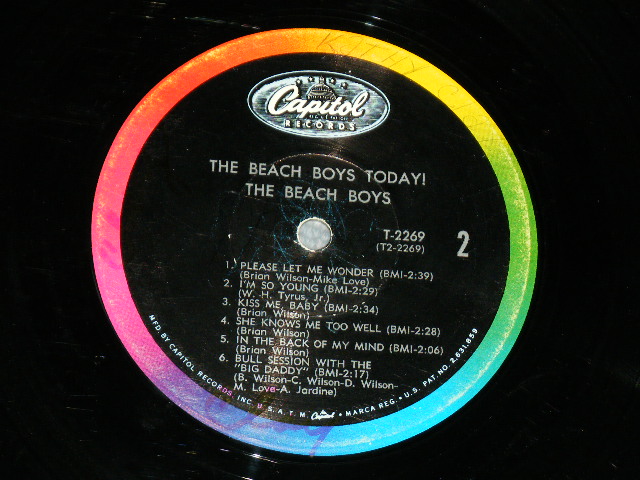 Capitol
RECORDS
THE BEACH BOYS TODAY!
THE BEACH BOYS
T-2269
(T2-2269)
2
1. PLEASE LET ME WONDER (BMI-2:39)
(Brian Wilson-Mike Love)
2. I'M SO YOUNG (BMI-2:29)
(W. H. Tyrus, Jr.)
3. KISS ME, BABY (BMI-2:34)
(Brian Wilson)
4. SHE KNOWS ME TOO WELL (BMI-2:28)
(Brian Wilson)
5. IN THE BACK OF MY MIND (BMI-2:06)
(Brian Wilson)
6. BULL SESSION WITH THE
"BIG DADDY" (BMI-2:17)
(B. Wilson-C. Wilson-D. Wilson-
M. Love-A. Jardine)
MFD. BY CAPITOL RECORDS, INC. U.S.A. T.M. Capitol • MARCA REG. • U.S. PAT. NO. 2,631,859